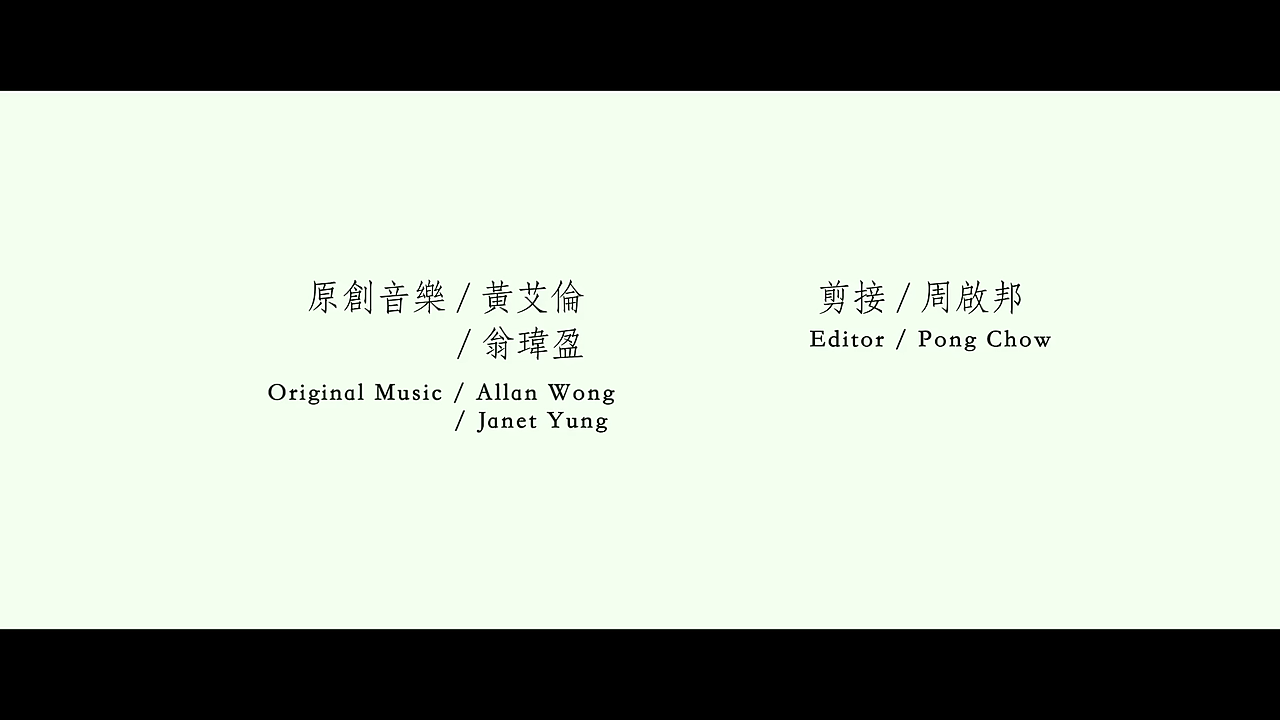 原創音樂 / 黃艾倫
/ 翁瑋盈
Original Music / Allan Wong
/ Janet Yung
剪接 / 周啟邦
Editor / Pong Chow